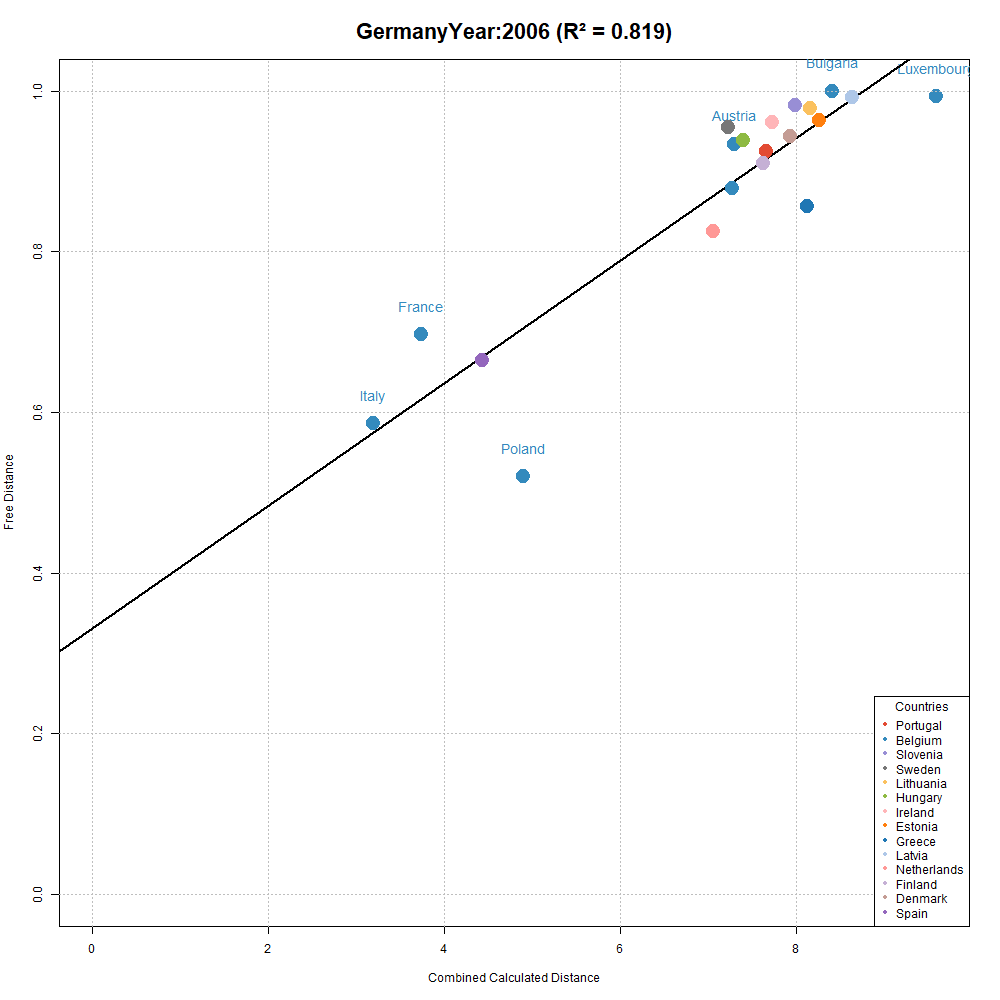 GermanyYear:2006 (R² = 0.819)
Bulgaria
Luxembourg
Austria
France
Italy
Poland
1.0
0.8
0.6
0.4
0.2
0.0
Free Distance
0 2 4 6 8
Combined Calculated Distance
Countries
Portugal
Belgium
Slovenia
Sweden
Lithuania
Hungary
Ireland
Estonia
Greece
Latvia
Netherlands
Finland
Denmark
Spain